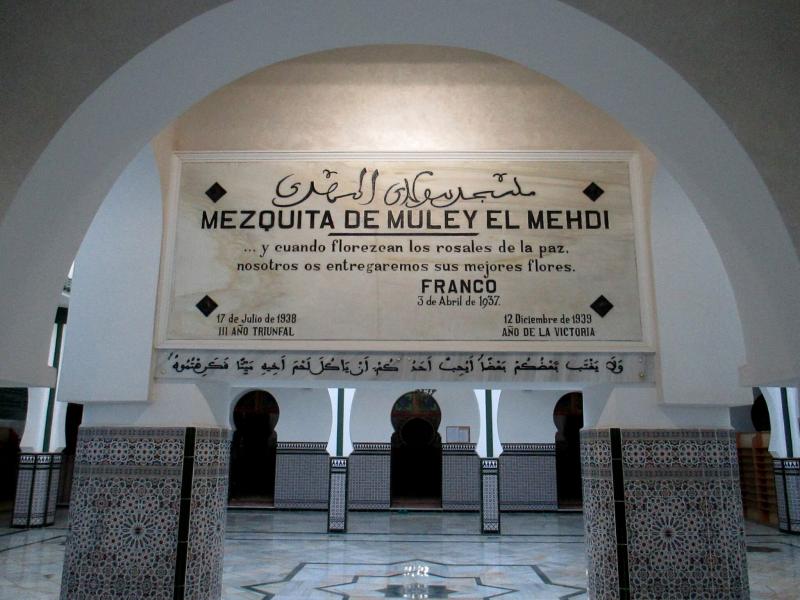 مسجد مولاي المهدي
MEZQUITA DE MULEY EL MEHDI
... y cuando florezcan los rosales de la paz,
nosotros os entregaremos sus mejores flores.
FRANCO
3 de Abril de 1937.
17 de Julio de 1938
III AÑO TRIUNFAL
12 Diciembre de 1939
AÑO DE LA VICTORIA
وَلَا يَغْتَب بَّعْضُكُمْ بَعْضًا أَيُحِبُّ أَحَدُكُمْ أَنْ يَاكُلَ لَحْمَ أَخِيهِ مَيِّتًا فَكَرِهْتُمُوهُ